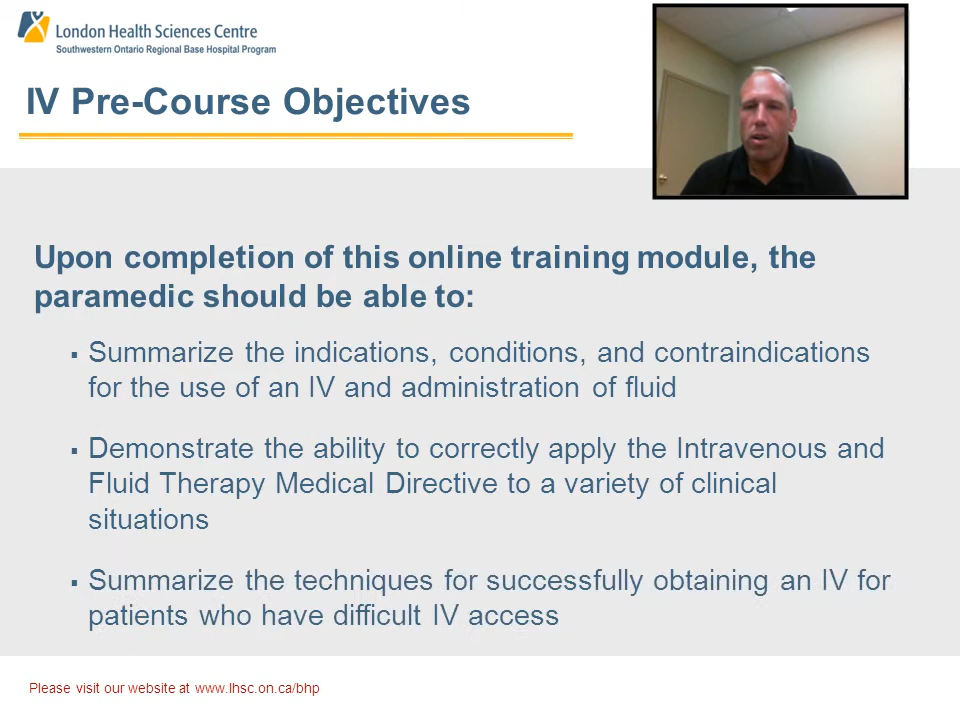 London Health Sciences Centre
Southwestern Ontario Regional Base Hospital Program
IV Pre-Course Objectives
Upon completion of this online training module, the
paramedic should be able to:
▪ Summarize the indications, conditions, and contraindications
for the use of an IV and administration of fluid
▪ Demonstrate the ability to correctly apply the Intravenous and
Fluid Therapy Medical Directive to a variety of clinical
situations
▪ Summarize the techniques for successfully obtaining an IV for
patients who have difficult IV access
Please visit our website at www.lhsc.on.ca/bhp